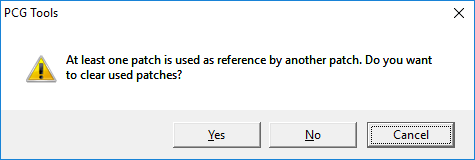 PCG Tools
At least one patch is used as reference by another patch. Do you want
to clear used patches?
Yes
No
Cancel